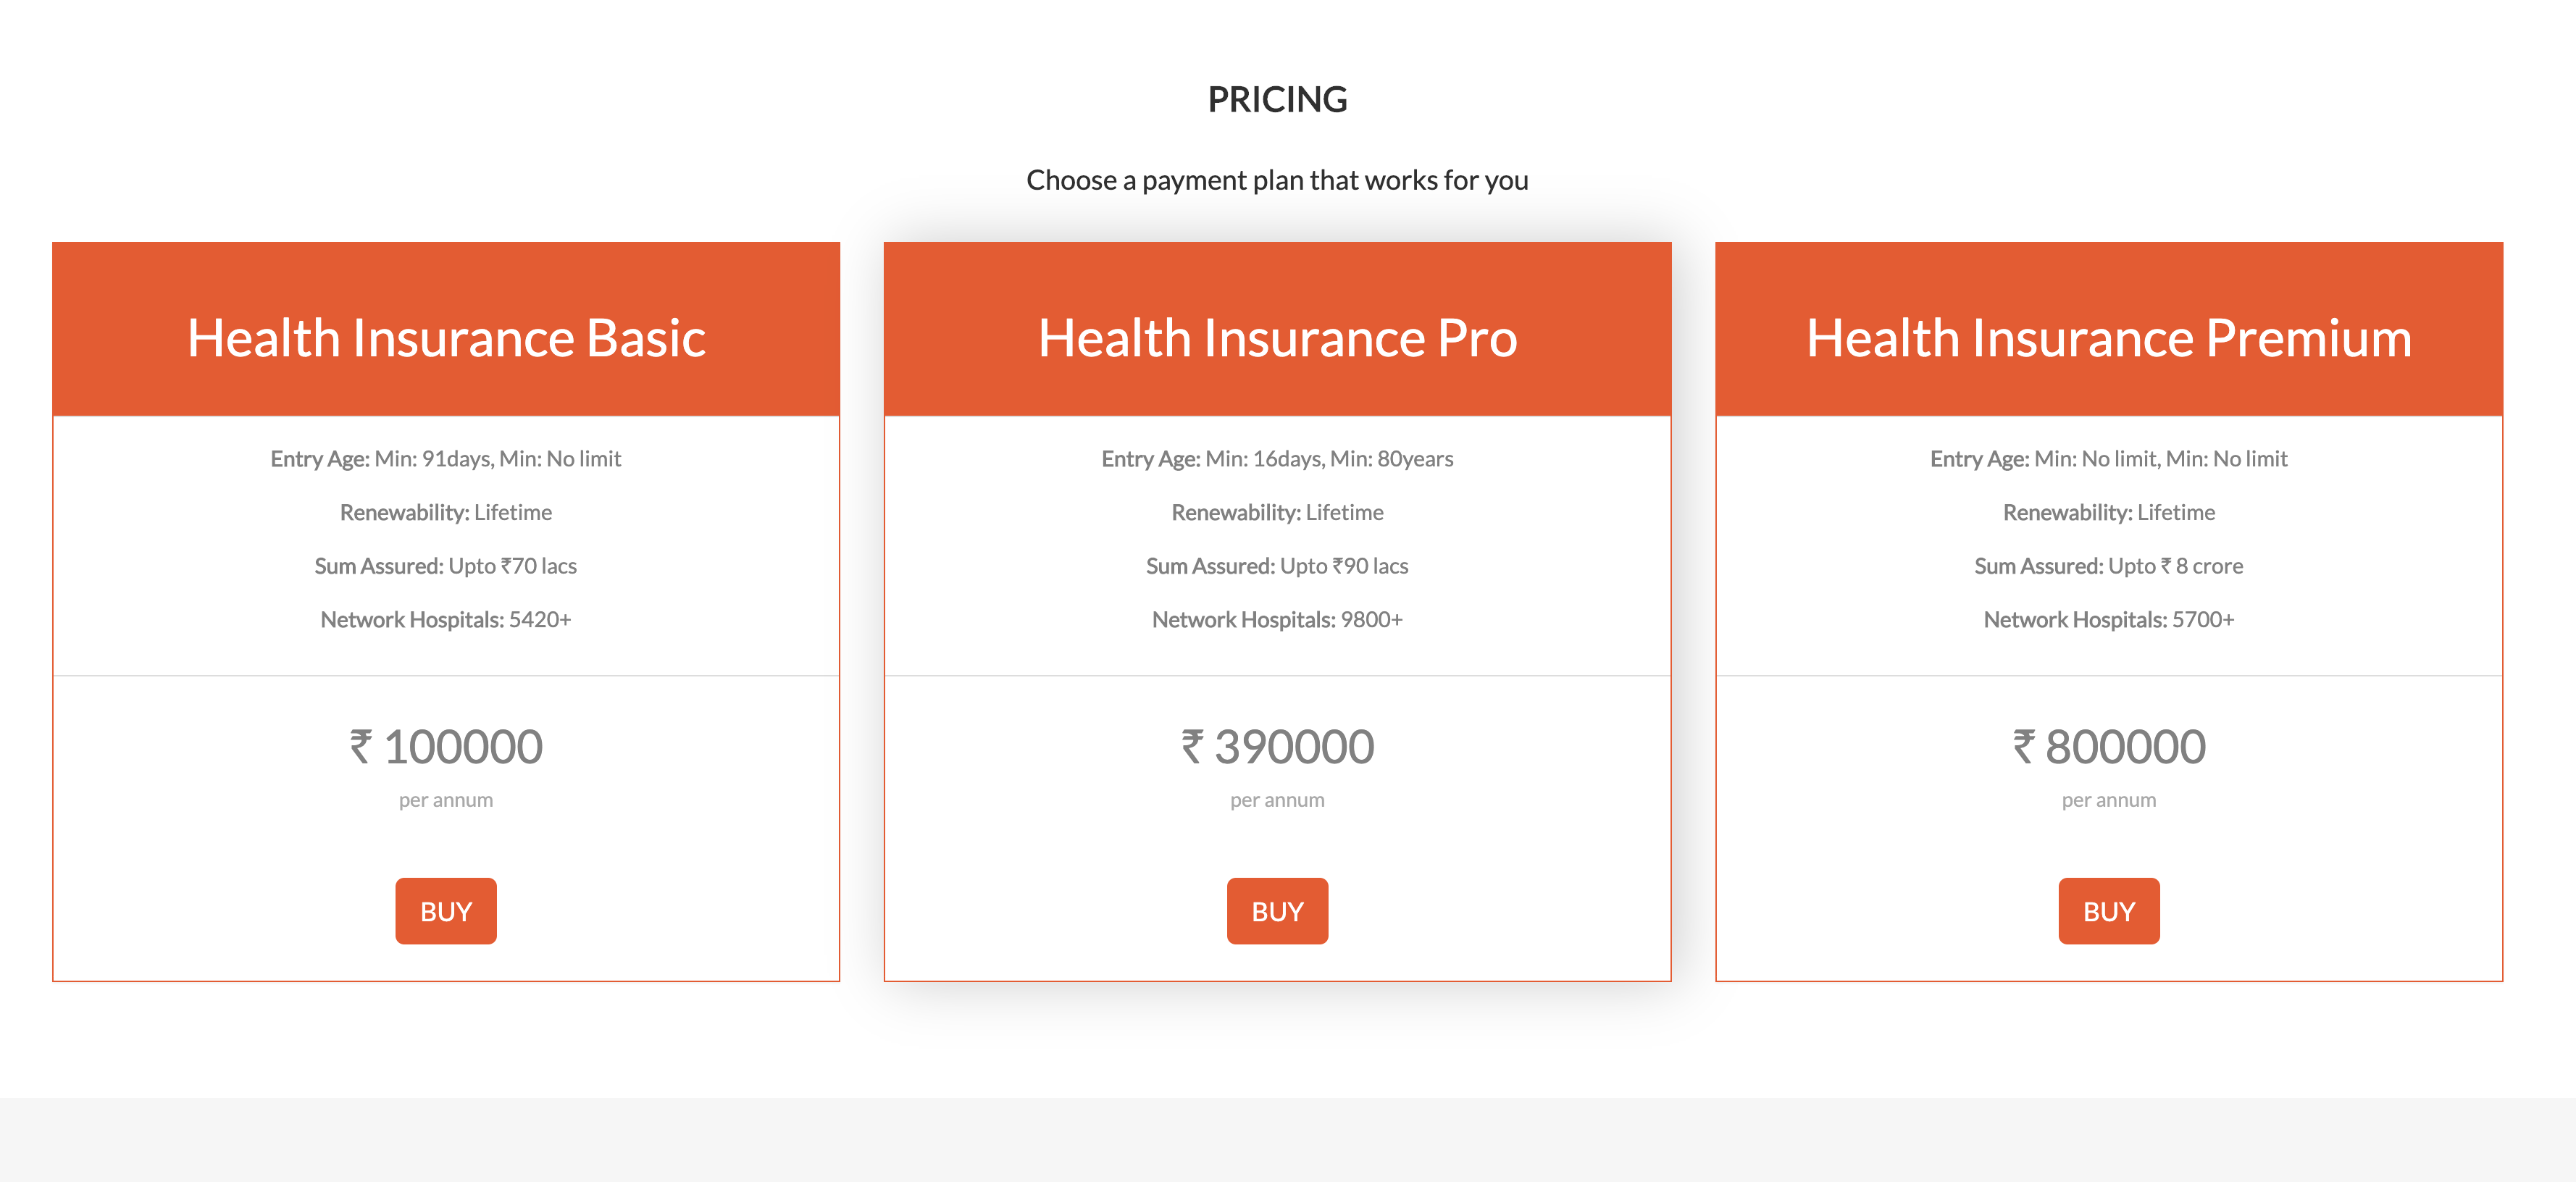 PRICING
Choose a payment plan that works for you
Health Insurance Basic
Entry Age: Min: 91days, Min: No limit
Renewability: Lifetime
Sum Assured: Upto ₹70 lacs
Network Hospitals: 5420+
₹ 100000
per annum
BUY
Health Insurance Pro
Entry Age: Min: 16days, Min: 80years
Renewability: Lifetime
Sum Assured: Upto ₹90 lacs
Network Hospitals: 9800+
₹ 390000
per annum
BUY
Health Insurance Premium
Entry Age: Min: No limit, Min: No limit
Renewability: Lifetime
Sum Assured: Upto ₹ 8 crore
Network Hospitals: 5700+
₹ 800000
per annum
BUY